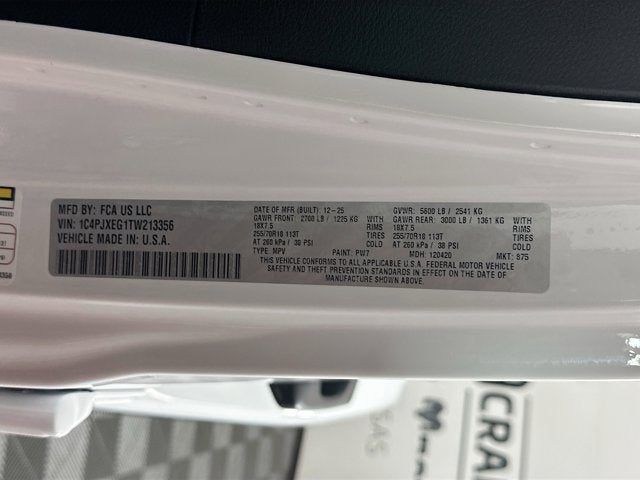 MFD BY: FCA US LLC
VIN: 1C4PJXEG1TW213356
VEHICLE MADE IN: U.S.A.
DATE OF MFR (BUILT): 12-25 GVWR: 5600 LB / 2541 KG
GAWR FRONT: 2700 LB / 1225 KG WITH GAWR REAR: 3000 LB / 1361 KG WITH
18X7.5 RIMS 18X7.5 RIMS
255/70R18 113T TIRES 255/70R18 113T TIRES
AT 260 kPa / 38 PSI COLD AT 260 kPa / 38 PSI COLD
TYPE: MPV PAINT: PW7 MDH: 120420 MKT: 875
THIS VEHICLE CONFORMS TO ALL APPLICABLE U.S.A. FEDERAL MOTOR VEHICLE
SAFETY AND THEFT PREVENTION STANDARDS IN EFFECT ON THE DATE OF
MANUFACTURE SHOWN ABOVE.
3356
CRA
SAS